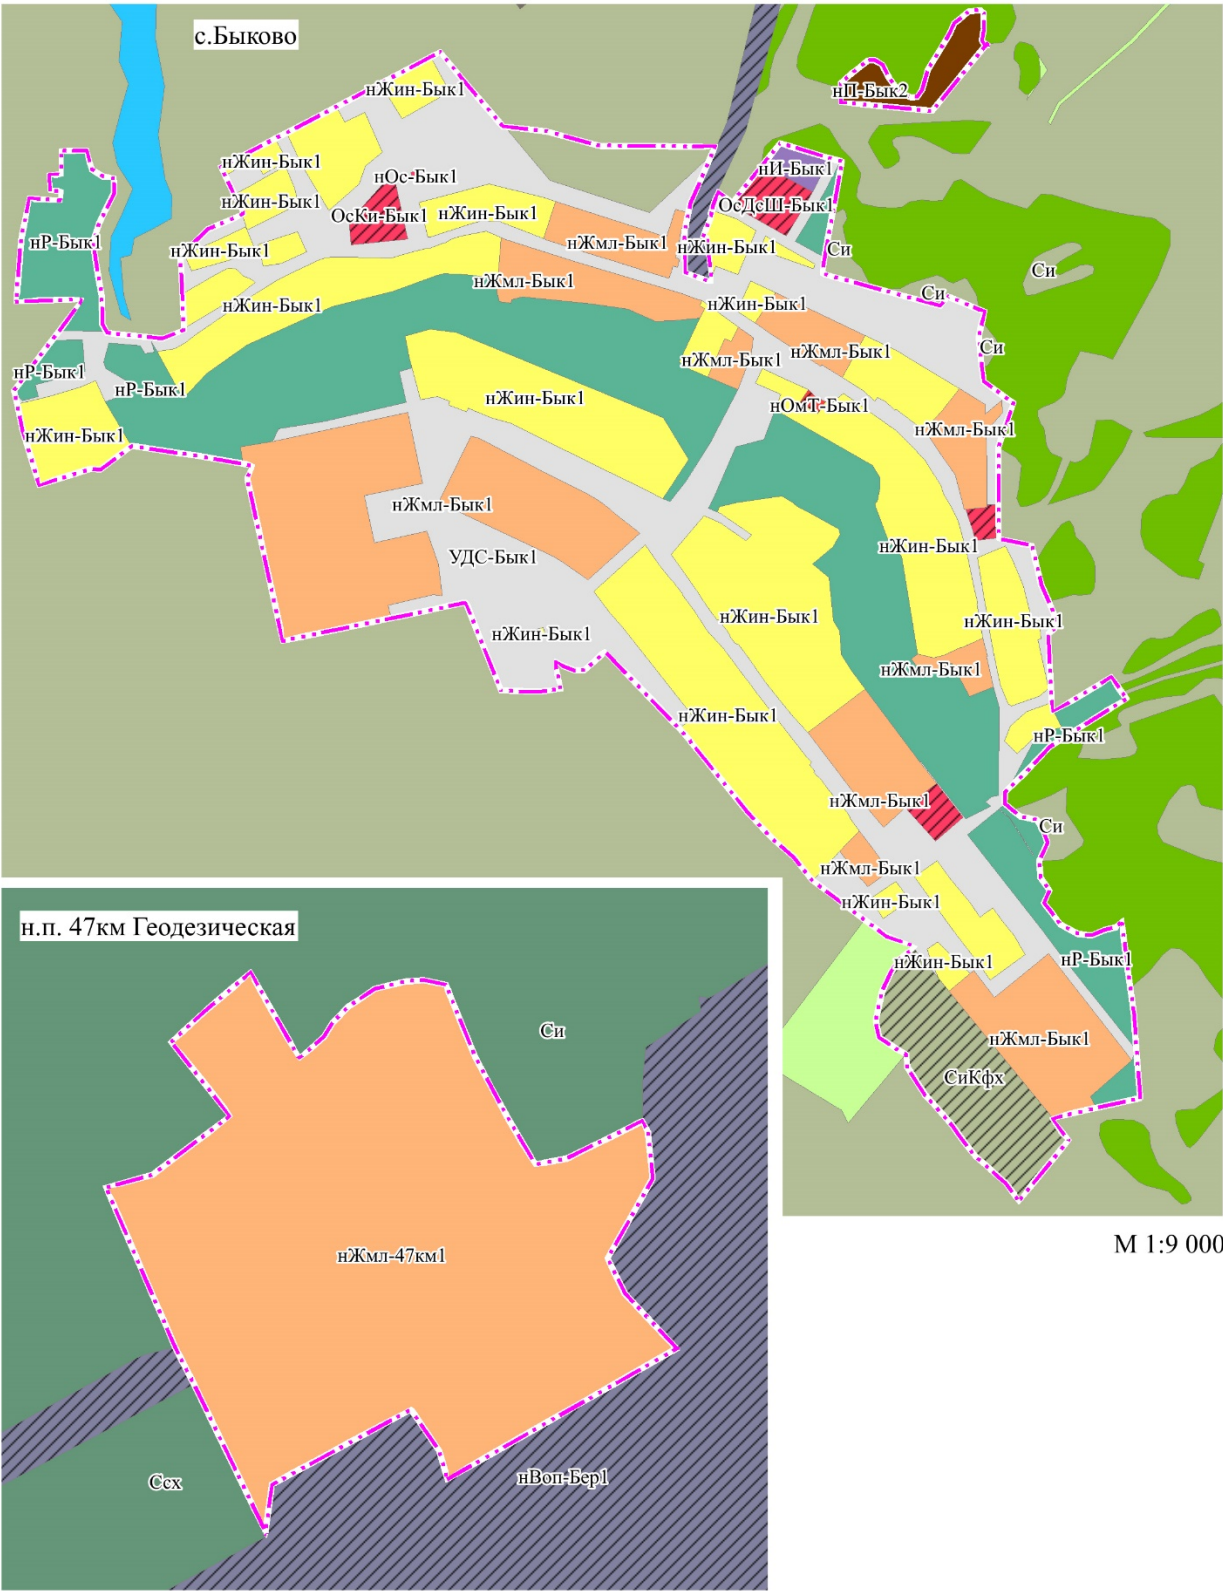 с.Быково
нЖин-Бык1
нП-Бык2
нЖин-Бык1
нИ-Бык1
нОс-Бык1
нЖин-Бык1
ОсДсШ-Бык1
ОсКи-Бык1
нЖин-Бык1
нР-Бык1
нЖин-Бык1
нЖмл-Бык1
нЖин-Бык1
Си
Си
нЖмл-Бык1
Си
нЖин-Бык1
нЖин-Бык1
Си
нЖмл-Бык1
нЖмл-Бык1
нР-Бык1
нР-Бык1
нЖин-Бык1
нОмТ-Бык1
нЖин-Бык1
нЖмл-Бык1
нЖмл-Бык1
нЖин-Бык1
УДС-Бык1
нЖин-Бык1
нЖин-Бык1
нЖин-Бык1
нЖмл-Бык1
нЖин-Бык1
нР-Бык1
нЖмл-Бык1
Си
нЖмл-Бык1
нЖин-Бык1
нЖин-Бык1
нР-Бык1
нЖмл-Бык1
СиКфх
М 1:9 000
н.п. 47км Геодезическая
Си
нЖмл-47км1
Ссх
нВоп-Бер1